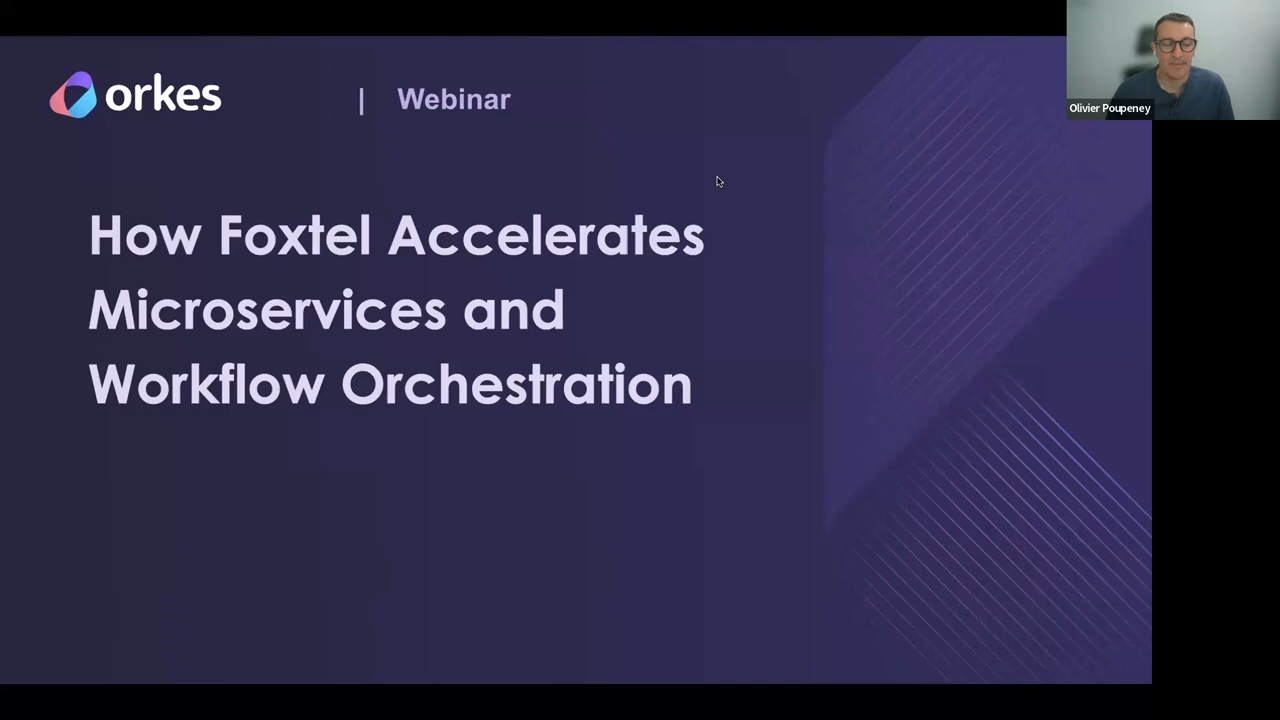 orkes
| Webinar
Olivier Poupeney
How Foxtel Accelerates
Microservices and
Workflow Orchestration